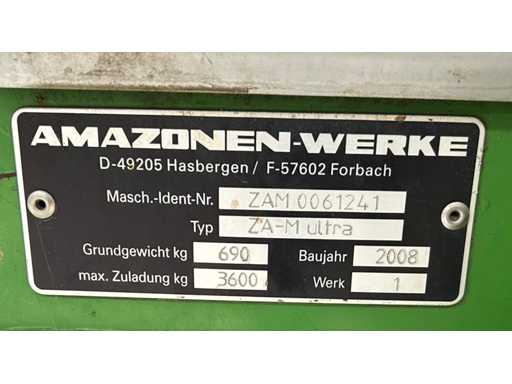 AMAZONEN-WERKE
D-49205 Hasbergen / F-57602 Forbach
Masch.-Ident-Nr. ZAM 0061241
Typ ZA-M ultra
Grundgewicht kg 690 Baujahr 2008
max. Zuladung kg 3600 Werk 1